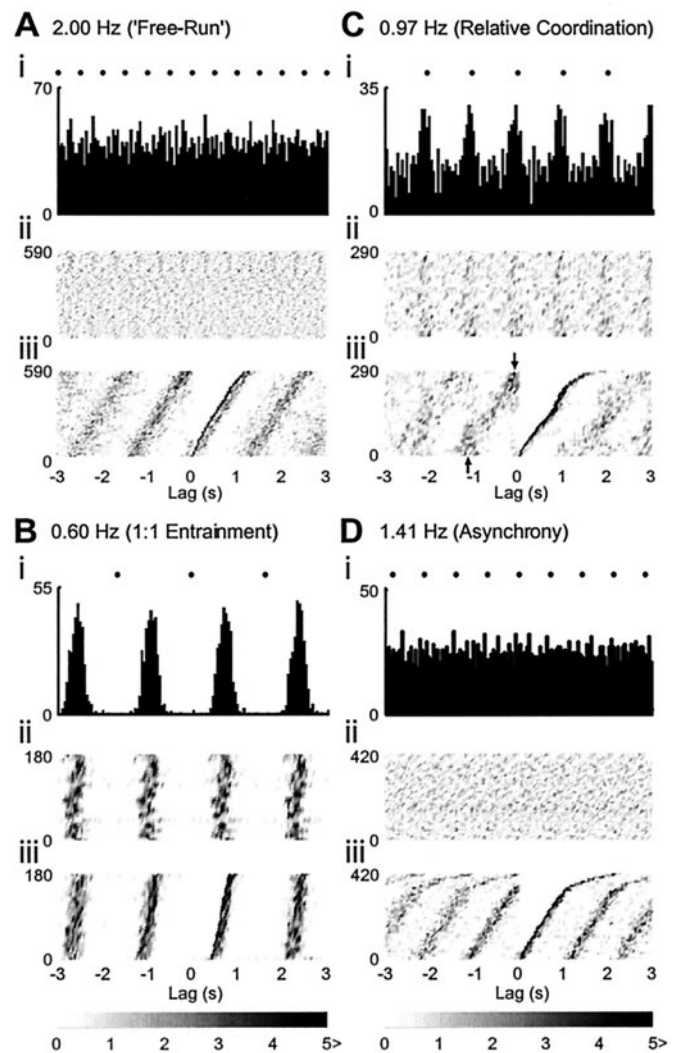 A 2.00 Hz ('Free-Run')
i
70
0
ii
590
0
iii
590
0
-3 -2 -1 0 1 2 3
Lag (s)
B 0.60 Hz (1:1 Entrainment)
i
55
0
ii
180
0
iii
180
0
-3 -2 -1 0 1 2 3
Lag (s)
0 1 2 3 4 5>
C 0.97 Hz (Relative Coordination)
i
35
0
ii
290
0
iii
290
0
-3 -2 -1 0 1 2 3
Lag (s)
D 1.41 Hz (Asynchrony)
i
50
0
ii
420
0
iii
420
0
-3 -2 -1 0 1 2 3
Lag (s)
0 1 2 3 4 5>